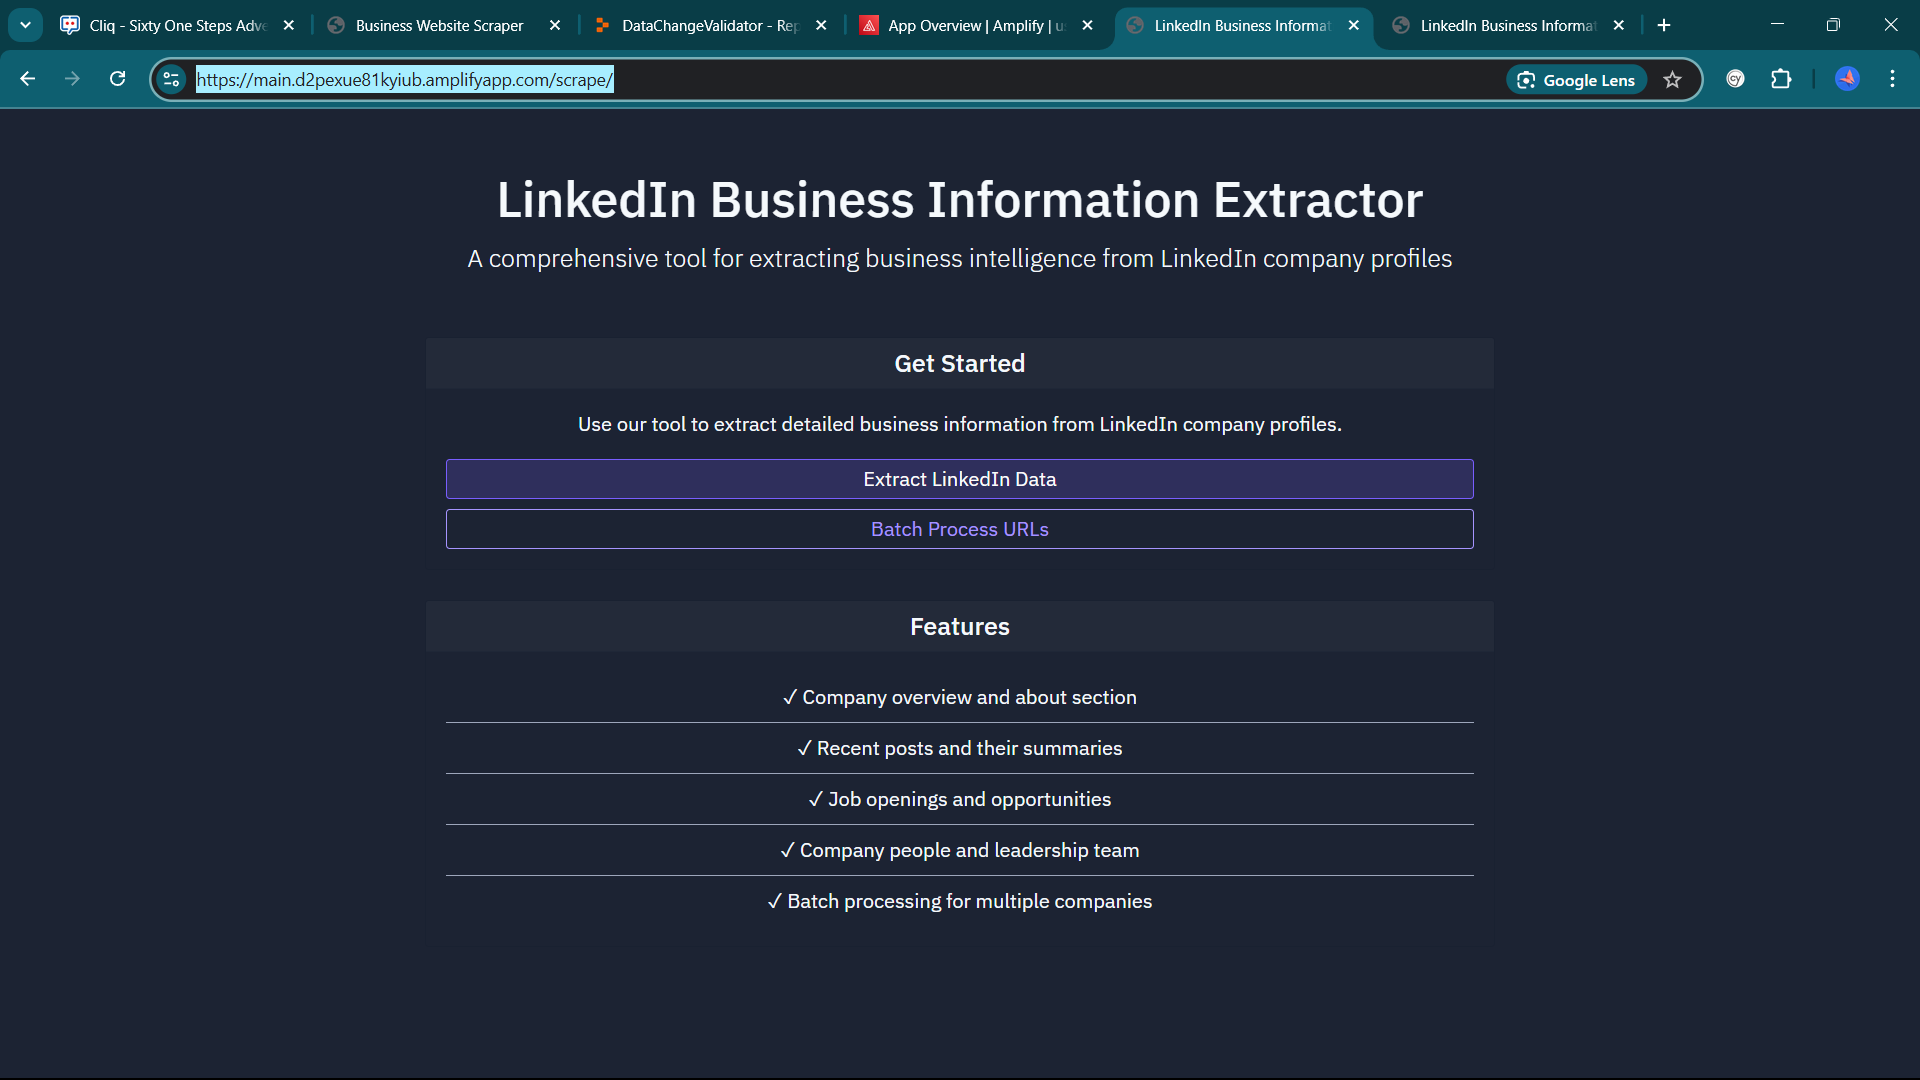 Cliq - Sixty One Steps Adve
Business Website Scraper
DataChangeValidator - Rep
App Overview | Amplify | us
LinkedIn Business Informat
LinkedIn Business Informat
https://main.d2pexue81kyiub.amplifyapp.com/scrape/
Google Lens
cy
LinkedIn Business Information Extractor
A comprehensive tool for extracting business intelligence from LinkedIn company profiles
Get Started
Use our tool to extract detailed business information from LinkedIn company profiles.
Extract LinkedIn Data
Batch Process URLs
Features
✓ Company overview and about section
✓ Recent posts and their summaries
✓ Job openings and opportunities
✓ Company people and leadership team
✓ Batch processing for multiple companies